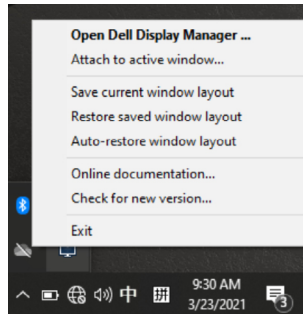 Open Dell Display Manager ...
Attach to active window...
Save current window layout
Restore saved window layout
Auto-restore window layout
Online documentation...
Check for new version...
Exit
中 拼 9:30 AM
3/23/2021
3